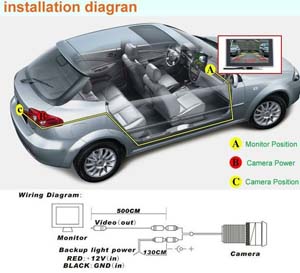 installation diagran
A
A Monitor Position
B Camera Power
C Camera Position
C
Wiring Diagram:
500CM
Video(out)
Monitor
Backup light power
130CM
Camera
RED:+12V(in)
BLACK:GND(in)